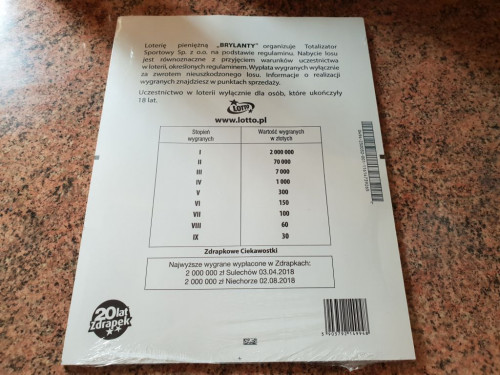 Loterię pieniężną „BRYLANTY” organizuje Totalizator
Sportowy Sp. z o.o. na podstawie regulaminu. Nabycie losu
jest równoznaczne z przyjęciem warunków uczestnictwa
w loterii, określonych regulaminem. Wypłata wygranych wyłącznie
za zwrotem nieuszkodzonego losu. Informacje o realizacji
wygranych znajdziesz w punktach sprzedaży.
Uczestnictwo w loterii wyłącznie dla osób, które ukończyły
18 lat.
LOTTO
www.lotto.pl
Stopień wygranych Wartość wygranych w złotych
I 2 000 000
II 70 000
III 7 000
IV 1 000
V 300
VI 150
VII 100
VIII 60
IX 30
Zdrapkowe Ciekawostki
Najwyższe wygrane wypłacone w Zdrapkach:
2 000 000 zł Sulechów 03.04.2018
2 000 000 zł Niechorze 02.08.2018
20 lat
Zdrapek